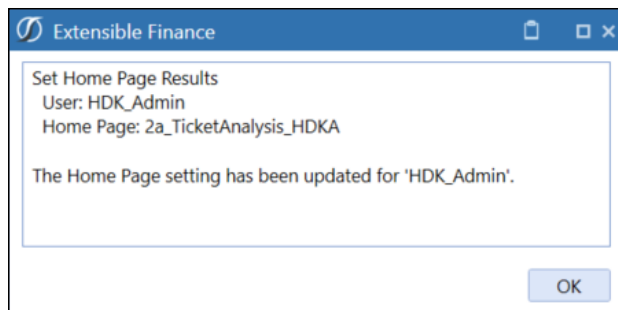 Extensible Finance
Set Home Page Results
User: HDK_Admin
Home Page: 2a_TicketAnalysis_HDKA
The Home Page setting has been updated for 'HDK_Admin'.
OK